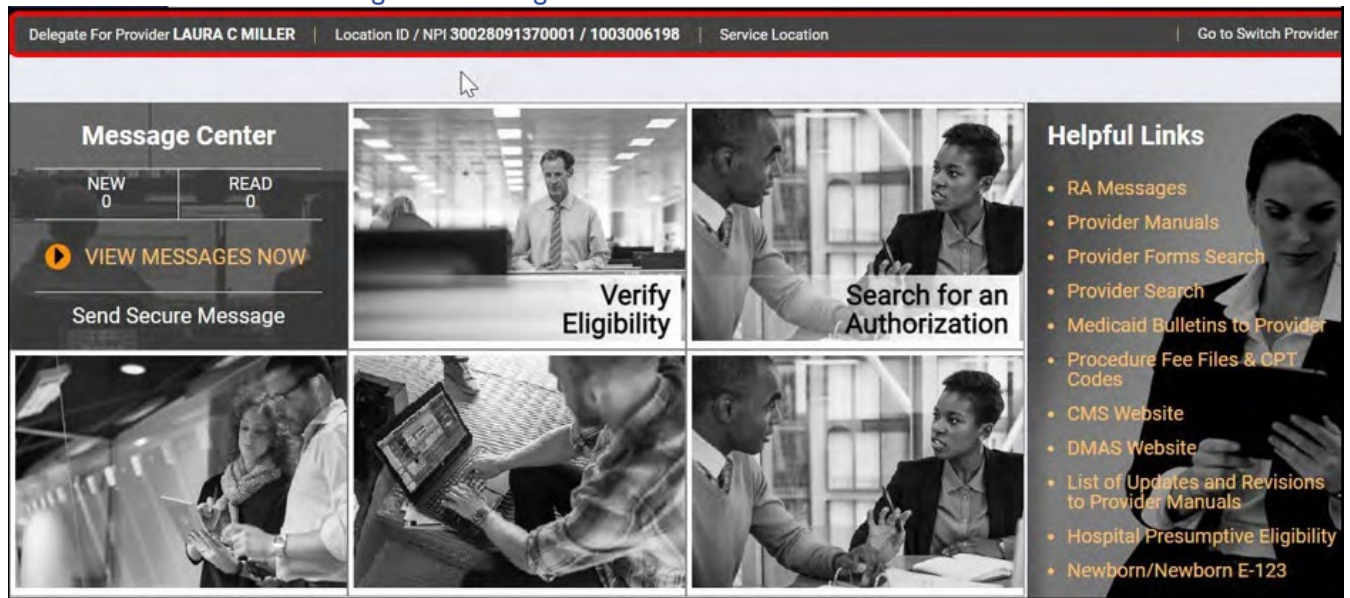 Delegate For Provider LAURA C MILLER | Location ID / NPI 30028091370001 / 1003006198 | Service Location | Go to Switch Provider
Message Center
NEW READ
0 0
VIEW MESSAGES NOW
Send Secure Message
Verify
Eligibility
Search for an
Authorization
Helpful Links
• RA Messages
• Provider Manuals
• Provider Forms Search
• Provider Search
• Medicaid Bulletins to Provider
• Procedure Fee Files & CPT
Codes
• CMS Website
• DMAS Website
• List of Updates and Revisions
to Provider Manuals
• Hospital Presumptive Eligibility
• Newborn/Newborn E-123